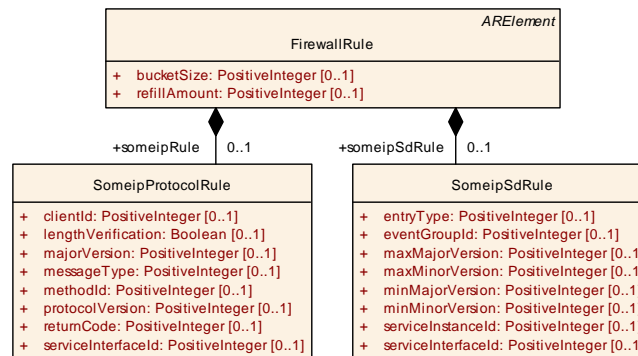 ARElement
FirewallRule
+ bucketSize: PositiveInteger [0..1]
+ refillAmount: PositiveInteger [0..1]
+someipRule 0..1 +someipSdRule 0..1
SomeipProtocolRule
+ clientId: PositiveInteger [0..1]
+ lengthVerification: Boolean [0..1]
+ majorVersion: PositiveInteger [0..1]
+ messageType: PositiveInteger [0..1]
+ methodId: PositiveInteger [0..1]
+ protocolVersion: PositiveInteger [0..1]
+ returnCode: PositiveInteger [0..1]
+ serviceInterfaceId: PositiveInteger [0..1]
SomeipSdRule
+ entryType: PositiveInteger [0..1]
+ eventGroupId: PositiveInteger [0..1]
+ maxMajorVersion: PositiveInteger [0..1]
+ maxMinorVersion: PositiveInteger [0..1]
+ minMajorVersion: PositiveInteger [0..1]
+ minMinorVersion: PositiveInteger [0..1]
+ serviceInstanceId: PositiveInteger [0..1]
+ serviceInterfaceId: PositiveInteger [0..1]